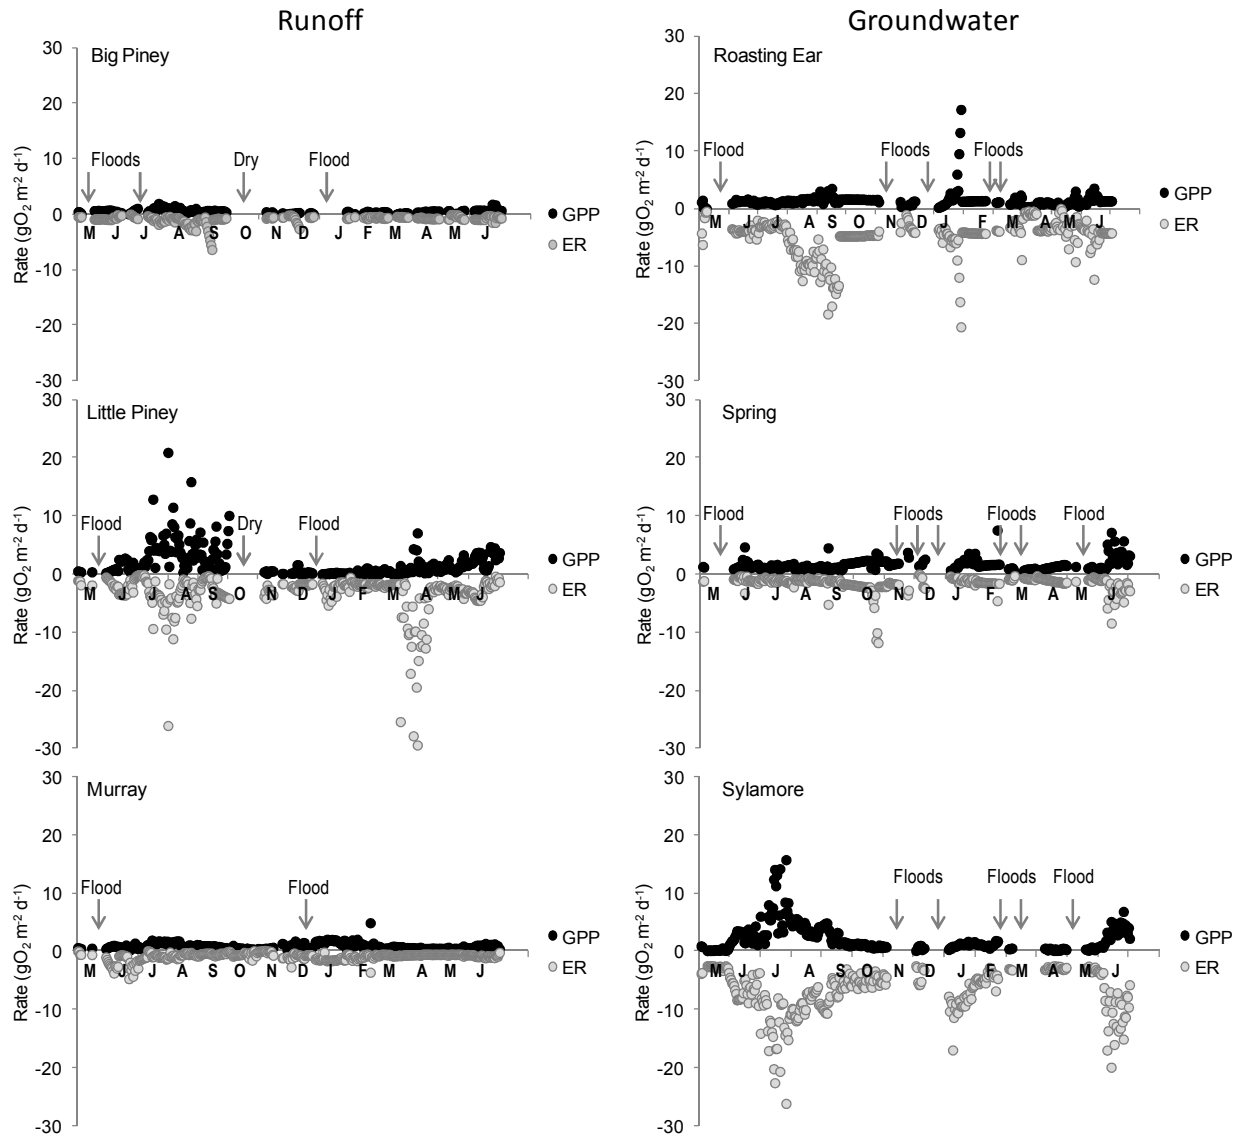 Runoff
Groundwater
Big Piney
30
20
10
0
-10
-20
-30
Rate (gO₂ m⁻² d⁻¹)
Floods
Dry
Flood
M J J A S O N D J F M A M J
GPP
ER
Roasting Ear
30
20
10
0
-10
-20
-30
Rate (gO₂ m⁻² d⁻¹)
Flood
Floods
Floods
M J J A S O N D J F M A M J
GPP
ER
Little Piney
30
20
10
0
-10
-20
-30
Rate (gO₂ m⁻² d⁻¹)
Flood
Dry
Flood
M J J A S O N D J F M A M J
GPP
ER
Spring
30
20
10
0
-10
-20
-30
Rate (gO₂ m⁻² d⁻¹)
Flood
Floods
Floods
Flood
M J J A S O N D J F M A M J
GPP
ER
Murray
30
20
10
0
-10
-20
-30
Rate (gO₂ m⁻² d⁻¹)
Flood
Flood
M J J A S O N D J F M A M J
GPP
ER
Sylamore
30
20
10
0
-10
-20
-30
Rate (gO₂ m⁻² d⁻¹)
Floods
Floods
Flood
M J J A S O N D J F M A M J
GPP
ER